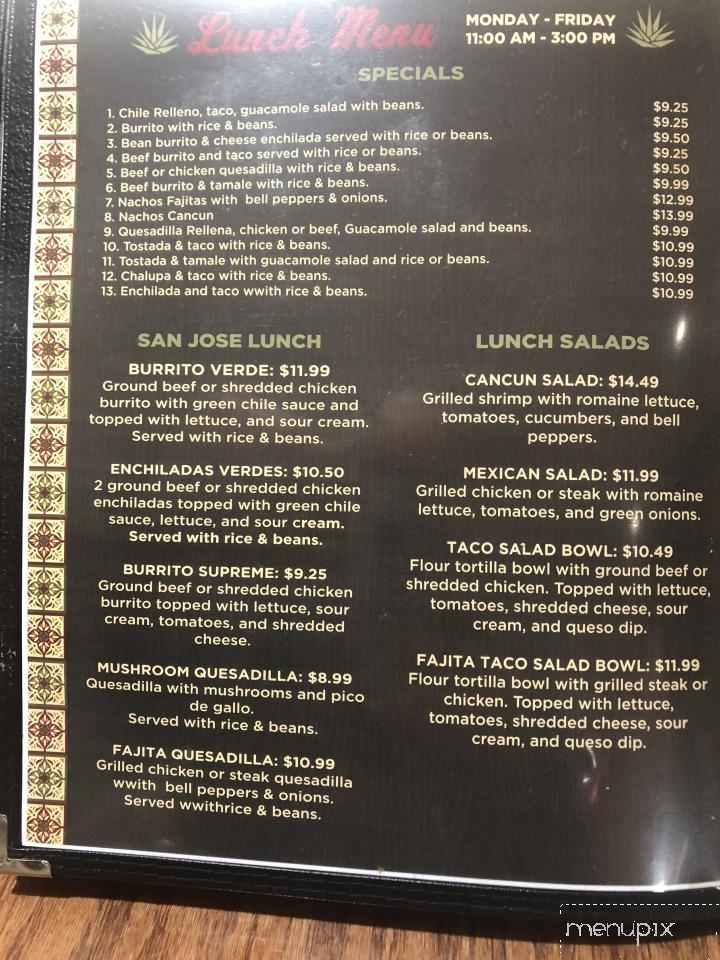 Lunch Menu
MONDAY - FRIDAY
11:00 AM - 3:00 PM
SPECIALS
1. Chile Relleno, taco, guacamole salad with beans. $9.25
2. Burrito with rice & beans. $9.25
3. Bean burrito & cheese enchilada served with rice or beans. $9.50
4. Beef burrito and taco served with rice or beans. $9.25
5. Beef or chicken quesadilla with rice & beans. $9.50
6. Beef burrito & tamale with rice & beans. $9.99
7. Nachos Fajitas with bell peppers & onions. $12.99
8. Nachos Cancun $13.99
9. Quesadilla Rellena, chicken or beef, Guacamole salad and beans. $9.99
10. Tostada & taco with rice & beans. $10.99
11. Tostada & tamale with guacamole salad and rice or beans. $10.99
12. Chalupa & taco with rice & beans. $10.99
13. Enchilada and taco wwith rice & beans. $10.99
SAN JOSE LUNCH
BURRITO VERDE: $11.99
Ground beef or shredded chicken
burrito with green chile sauce and
topped with lettuce, and sour cream.
Served with rice & beans.
ENCHILADAS VERDES: $10.50
2 ground beef or shredded chicken
enchiladas topped with green chile
sauce, lettuce, and sour cream.
Served with rice & beans.
BURRITO SUPREME: $9.25
Ground beef or shredded chicken
burrito topped with lettuce, sour
cream, tomatoes, and shredded
cheese.
MUSHROOM QUESADILLA: $8.99
Quesadilla with mushrooms and pico
de gallo.
Served with rice & beans.
FAJITA QUESADILLA: $10.99
Grilled chicken or steak quesadilla
wwith bell peppers & onions.
Served wwithrice & beans.
LUNCH SALADS
CANCUN SALAD: $14.49
Grilled shrimp with romaine lettuce,
tomatoes, cucumbers, and bell
peppers.
MEXICAN SALAD: $11.99
Grilled chicken or steak with romaine
lettuce, tomatoes, and green onions.
TACO SALAD BOWL: $10.49
Flour tortilla bowl with ground beef or
shredded chicken. Topped with lettuce,
tomatoes, shredded cheese, sour
cream, and queso dip.
FAJITA TACO SALAD BOWL: $11.99
Flour tortilla bowl with grilled steak or
chicken. Topped with lettuce,
tomatoes, shredded cheese, sour
cream, and queso dip.
menupix